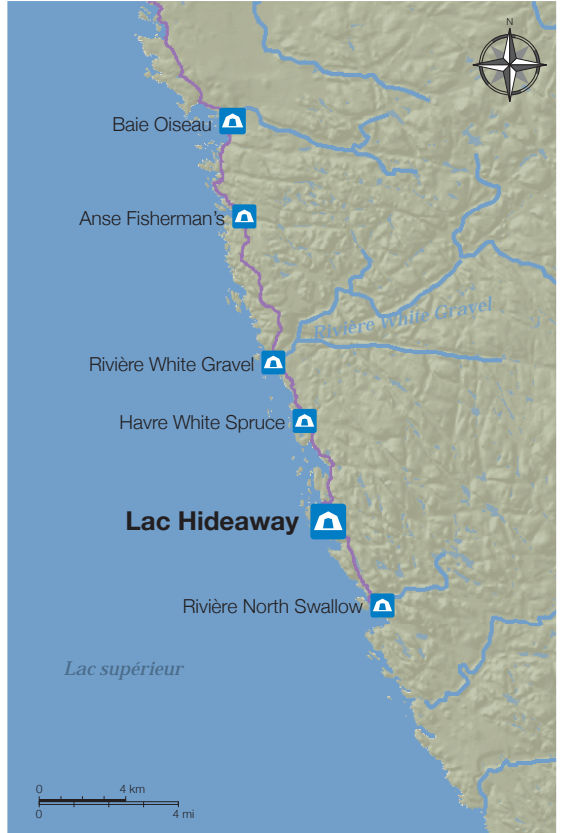 N
Baie Oiseau
Anse Fisherman's
Rivière White Gravel
Rivière White Gravel
Havre White Spruce
Lac Hideaway
Rivière North Swallow
Lac supérieur
0 4 km
0 4 mi